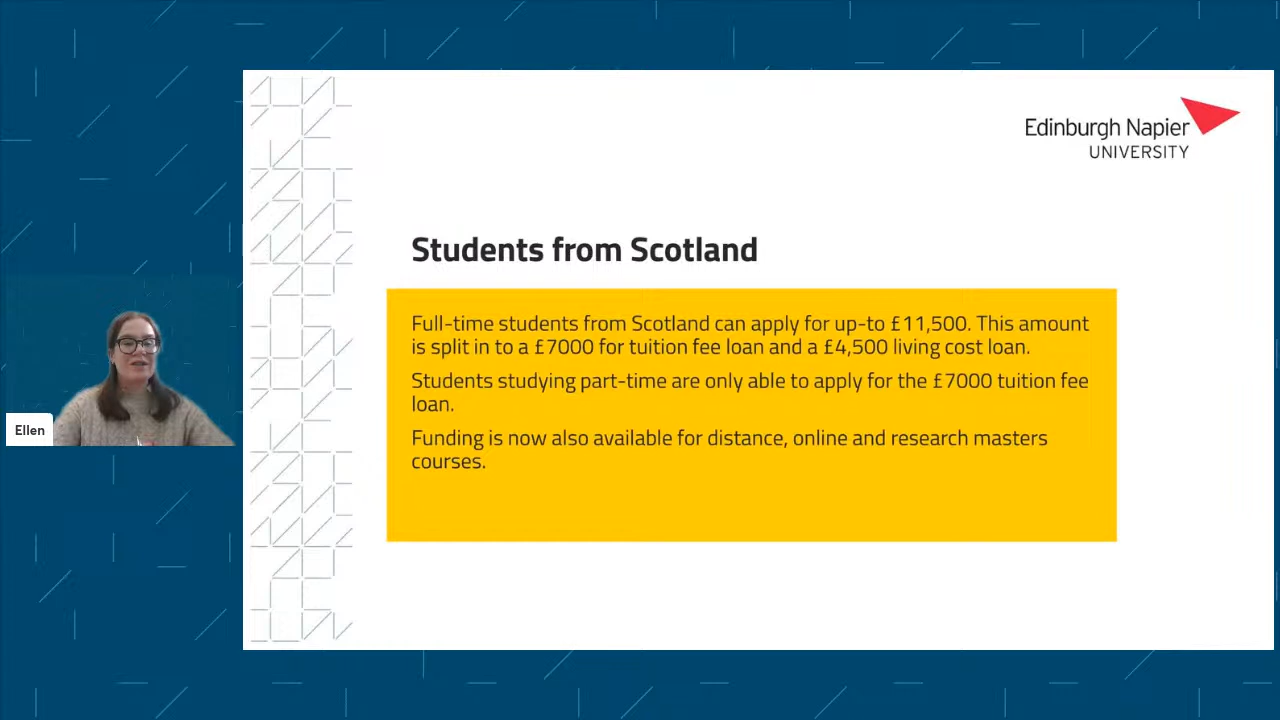 Edinburgh Napier
UNIVERSITY
Students from Scotland
Full-time students from Scotland can apply for up-to £11,500. This amount
is split in to a £7000 for tuition fee loan and a £4,500 living cost loan.
Students studying part-time are only able to apply for the £7000 tuition fee
loan.
Funding is now also available for distance, online and research masters
courses.
Ellen